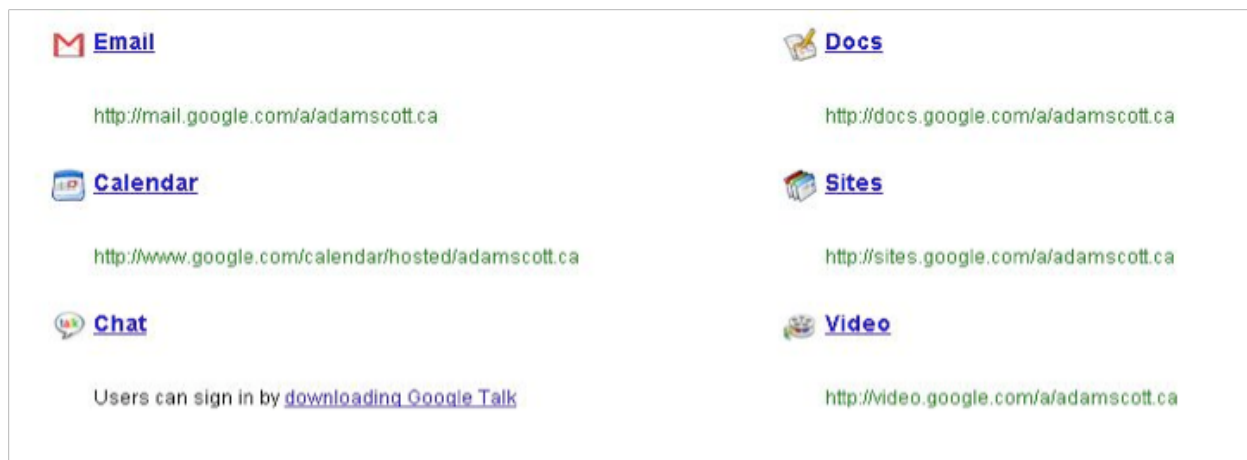 Email
http://mail.google.com/a/adamscott.ca
Calendar
http://www.google.com/calendar/hosted/adamscott.ca
talk
Chat
Users can sign in by downloading Google Talk
Docs
http://docs.google.com/a/adamscott.ca
Sites
http://sites.google.com/a/adamscott.ca
Video
http://video.google.com/a/adamscott.ca